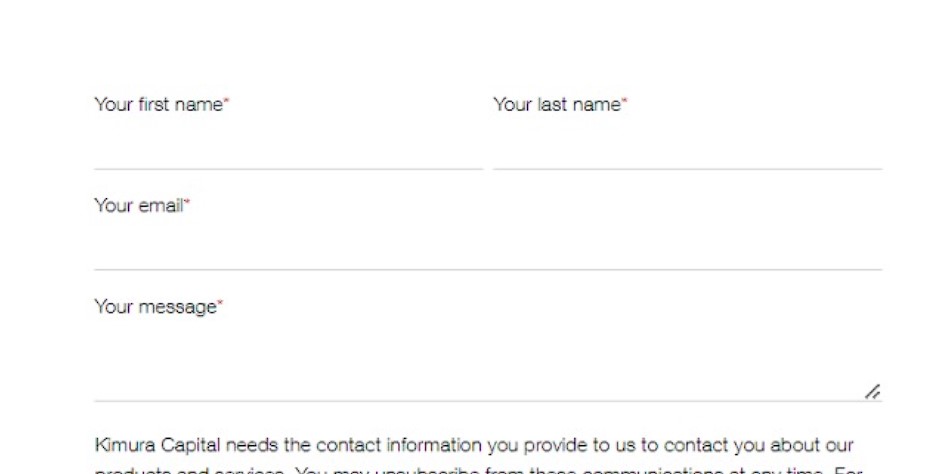 Your first name* Your last name*
Your email*
Your message*
Kimura Capital needs the contact information you provide to us to contact you about our
products and services. You may unsubscribe from these communications at any time. For